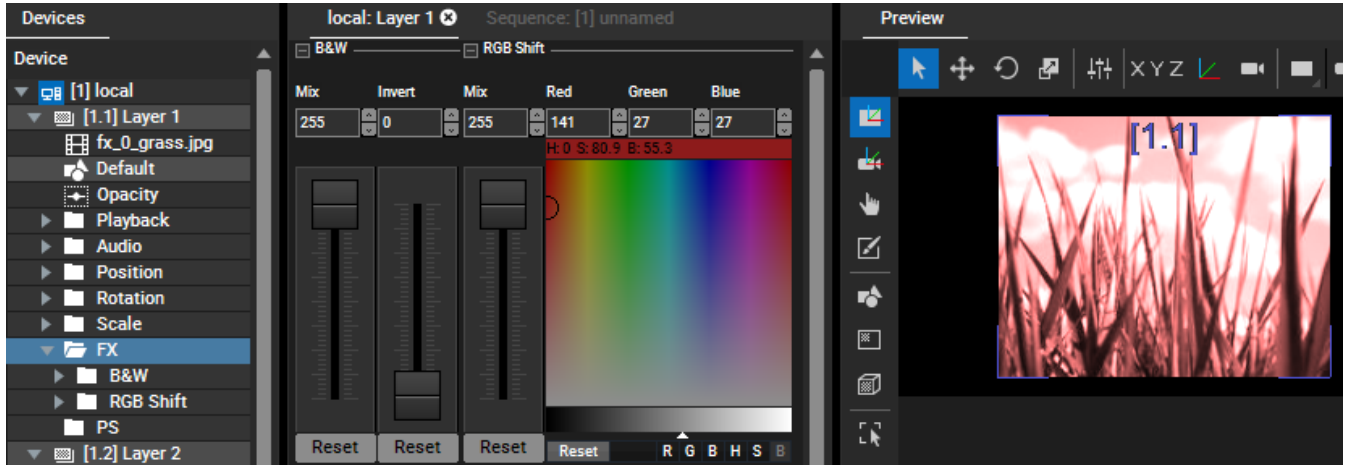 Devices
Device
[1] local
[1.1] Layer 1
fx_0_grass.jpg
Default
Opacity
Playback
Audio
Position
Rotation
Scale
FX
B&W
RGB Shift
PS
[1.2] Layer 2
local: Layer 1
Sequence: [1] unnamed
B&W
RGB Shift
Mix
Invert
Mix
Red
Green
Blue
255
0
255
141
27
27
H: 0 S: 80.9 B: 55.3
Reset
Reset
Reset
Reset
R G B H S B
Preview
X Y Z
[1.1]